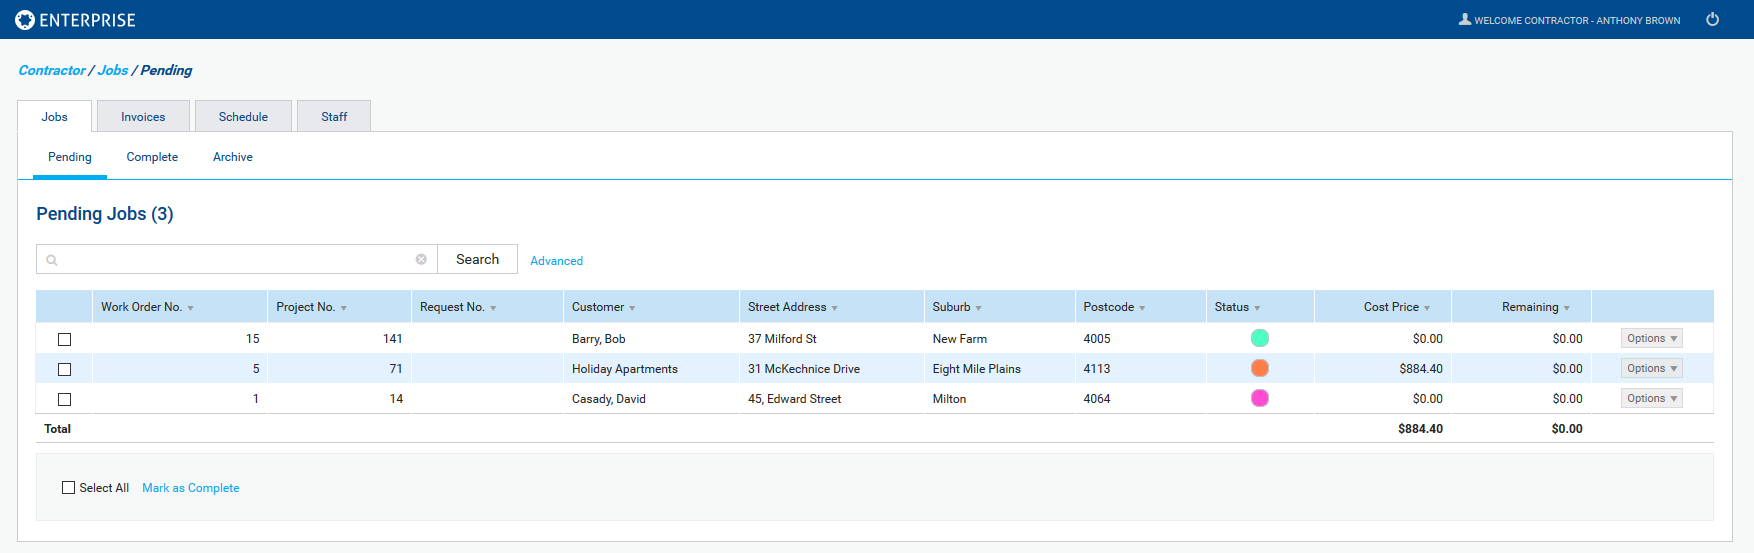 ENTERPRISE
WELCOME CONTRACTOR - ANTHONY BROWN
Contractor / Jobs / Pending
Jobs Invoices Schedule Staff
Pending Complete Archive
Pending Jobs (3)
Search Advanced
Work Order No. Project No. Request No. Customer Street Address Suburb Postcode Status Cost Price Remaining
15 141 Barry, Bob 37 Milford St New Farm 4005 $0.00 $0.00 Options
5 71 Holiday Apartments 31 McKechnice Drive Eight Mile Plains 4113 $884.40 $0.00 Options
1 14 Casady, David 45, Edward Street Milton 4064 $0.00 $0.00 Options
Total $884.40 $0.00
Select All Mark as Complete